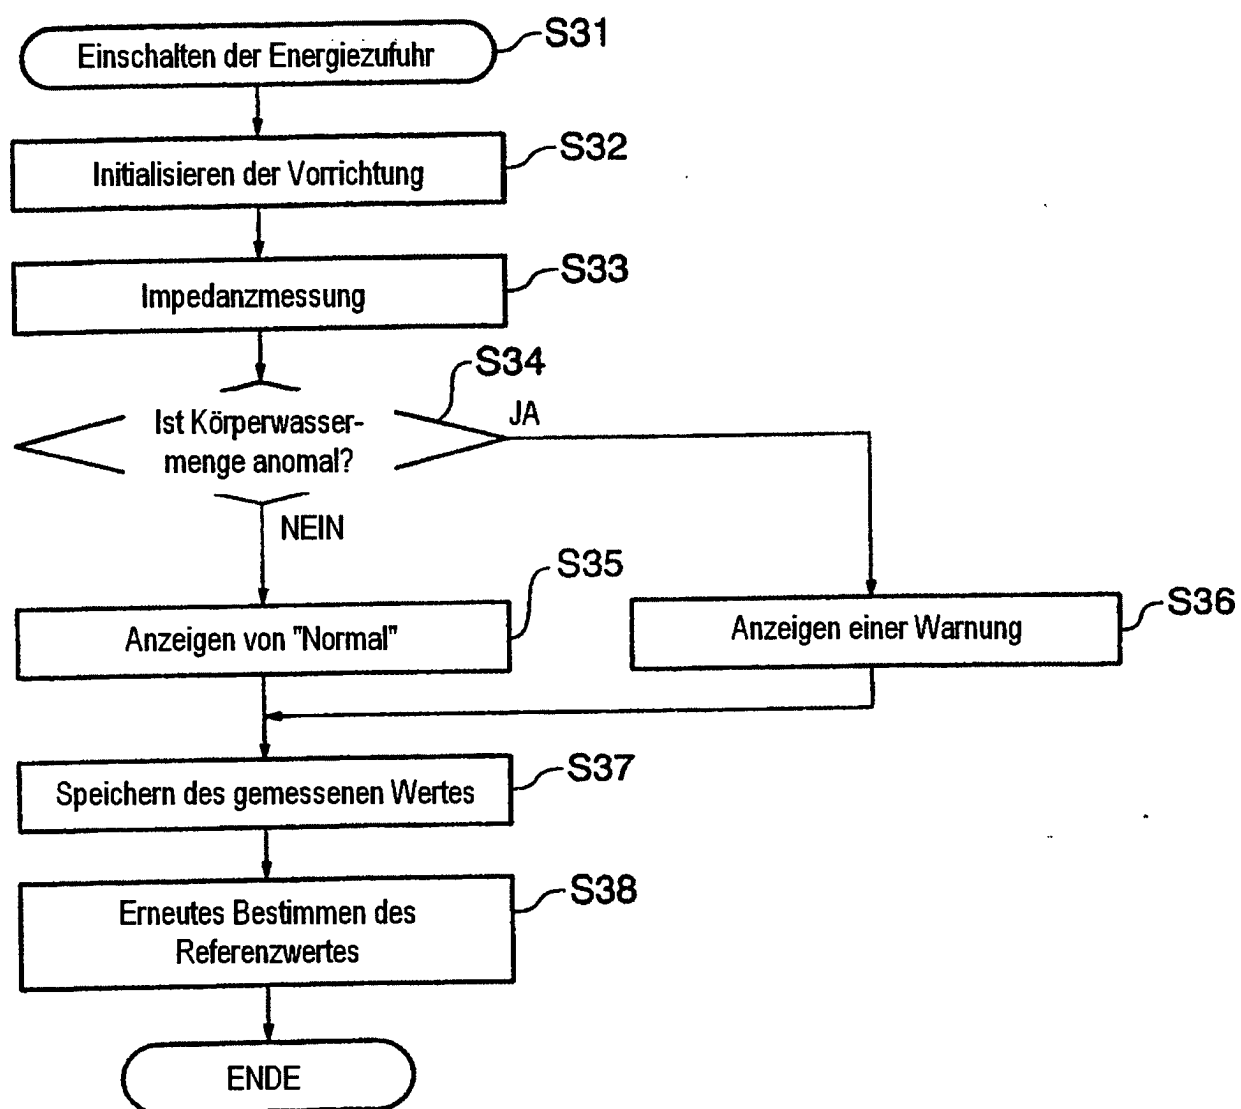 Einschalten der Energiezufuhr
S31
Initialisieren der Vorrichtung
S32
Impedanzmessung
S33
S34
Ist Körperwasser-
menge anomal?
JA
NEIN
S35
Anzeigen von "Normal"
Anzeigen einer Warnung
S36
Speichern des gemessenen Wertes
S37
Erneutes Bestimmen des
Referenzwertes
S38
ENDE